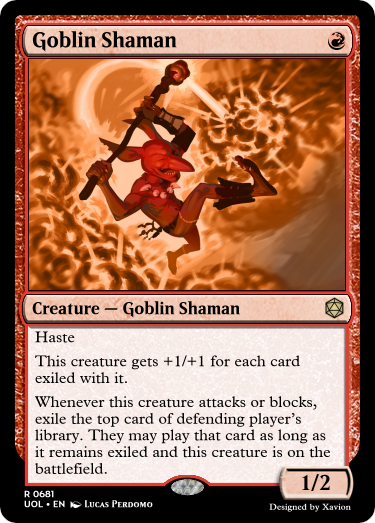 Goblin Shaman
Creature — Goblin Shaman
Haste
This creature gets +1/+1 for each card
exiled with it.
Whenever this creature attacks or blocks,
exile the top card of defending player's
library. They may play that card as long as
it remains exiled and this creature is on the
battlefield.
1/2
R 0681
UOL • EN Lucas Perdomo
Designed by Xavion